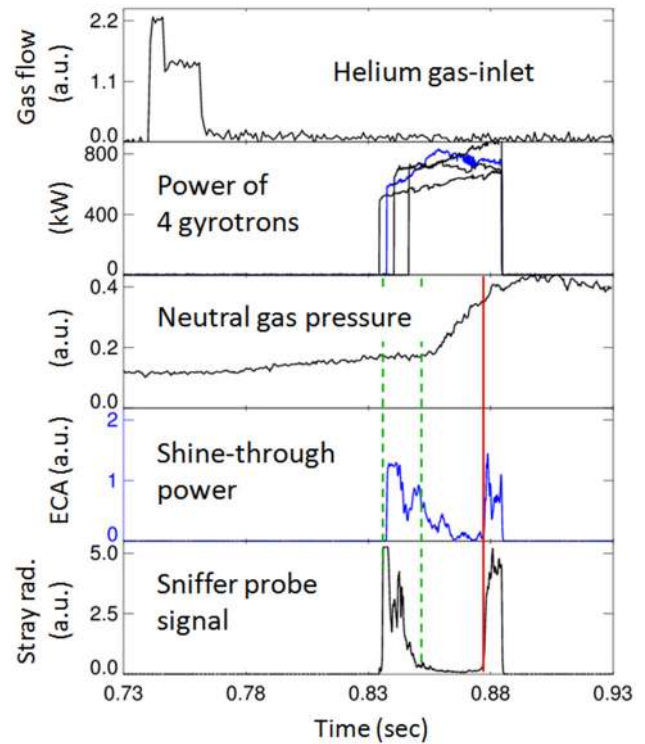 Gas flow
(a.u.)
2.2
1.1
0.0
Helium gas-inlet
(kW)
800
400
0
Power of
4 gyrotrons
(a.u.)
0.4
0.2
0.0
Neutral gas pressure
ECA (a.u.)
2
1
0
Shine-through
power
Stray rad.
(a.u.)
5.0
2.5
0.0
Sniffer probe
signal
0.73 0.78 0.83 0.88 0.93
Time (sec)